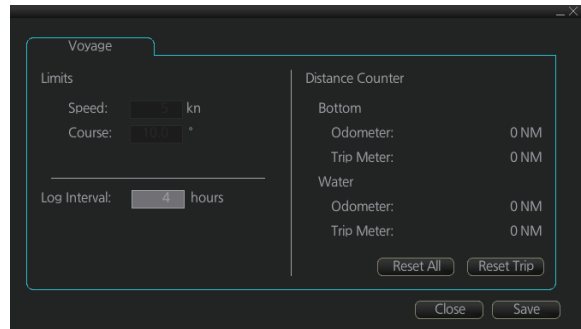 Voyage
Limits
Speed: 5 kn
Course: 10.0 °
Log Interval: 4 hours
Distance Counter
Bottom
Odometer: 0 NM
Trip Meter: 0 NM
Water
Odometer: 0 NM
Trip Meter: 0 NM
Reset All Reset Trip
Close Save